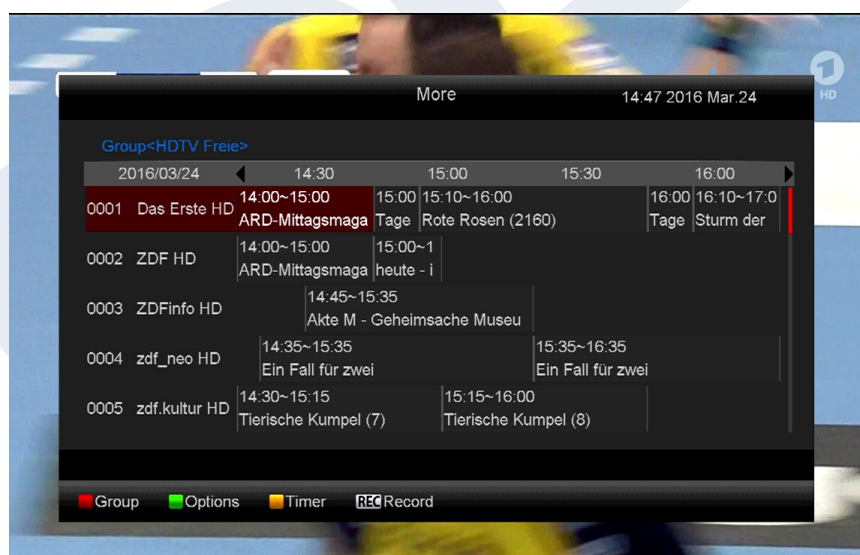 More
14:47 2016 Mar.24
1
HD
Group<HDTV Freie>
2016/03/24 14:30 15:00 15:30 16:00
0001 Das Erste HD
14:00~15:00 15:00 15:10~16:00 16:00 16:10~17:0
ARD-Mittagsmaga Tage Rote Rosen (2160) Tage Sturm der
0002 ZDF HD
14:00~15:00 15:00~1
ARD-Mittagsmaga heute - i
0003 ZDFinfo HD
14:45~15:35
Akte M - Geheimsache Museu
0004 zdf_neo HD
14:35~15:35 15:35~16:35
Ein Fall für zwei Ein Fall für zwei
0005 zdf.kultur HD
14:30~15:15 15:15~16:00
Tierische Kumpel (7) Tierische Kumpel (8)
Group Options Timer REC Record